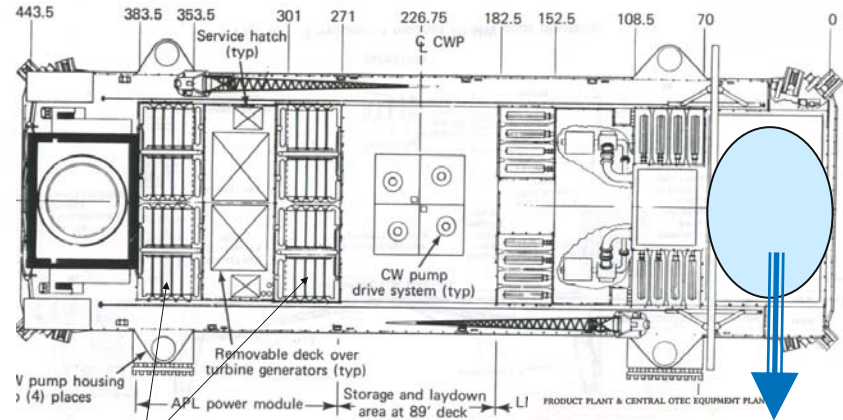 443.5 383.5 353.5 301 271 226.75 182.5 152.5 108.5 70 0
Service hatch
(typ)
℄ CWP
CW pump
drive system (typ)
Removable deck over
turbine generators (typ)
W pump housing
(4) places
APL power module
Storage and laydown
area at 89' deck
PRODUCT PLANT & CENTRAL OTEC EQUIPMENT PLAN